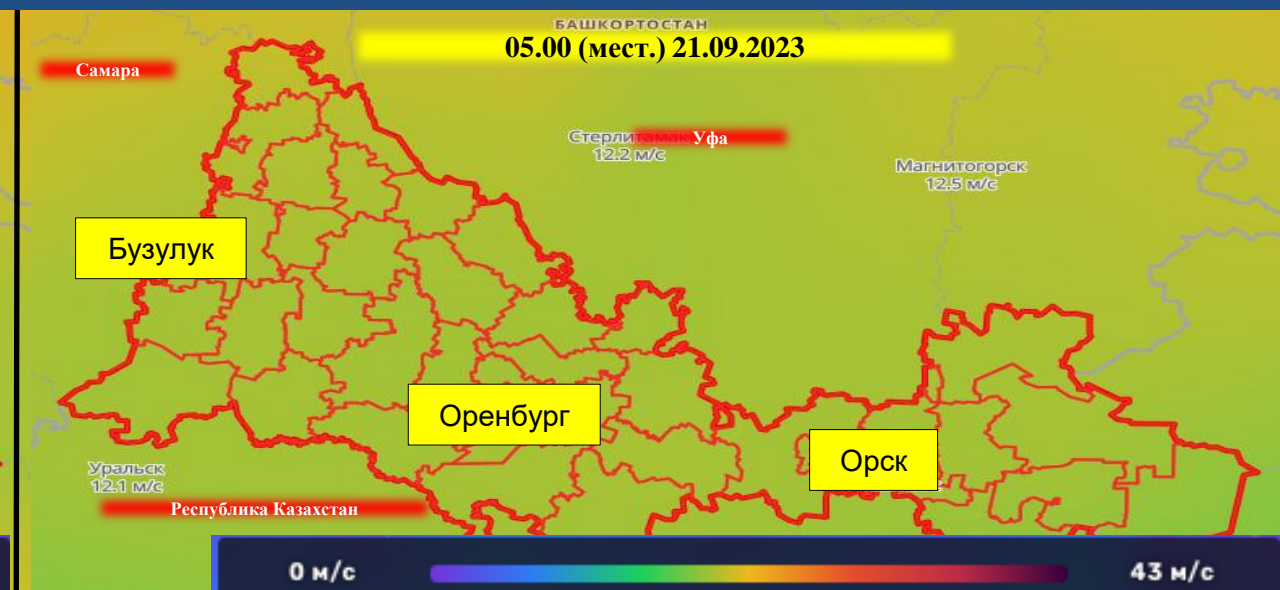 БАШКОРТОСТАН
05.00 (мест.) 21.09.2023
Самара
Стерлитамак Уфа
12.2 м/с
Магнитогорск
12.5 м/с
Бузулук
Оренбург
Орск
Уральск
12.1 м/с
Республика Казахстан
0 м/с
43 м/с